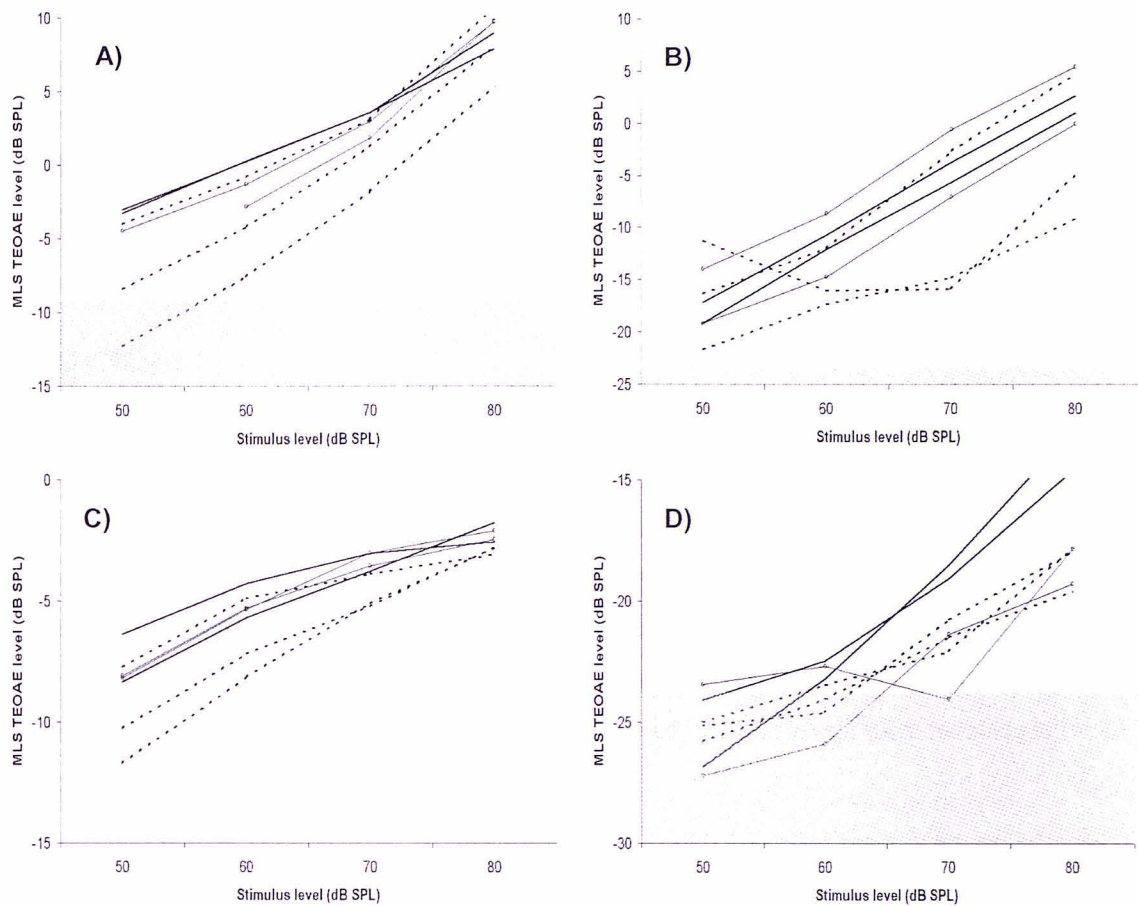 A)
MLS TEOAE level (dB SPL)
10
5
0
-5
-10
-15
50 60 70 80
Stimulus level (dB SPL)
B)
MLS TEOAE level (dB SPL)
10
5
0
-5
-10
-15
-20
-25
50 60 70 80
Stimulus level (dB SPL)
C)
MLS TEOAE level (dB SPL)
0
-5
-10
-15
50 60 70 80
Stimulus level (dB SPL)
D)
MLS TEOAE level (dB SPL)
-15
-20
-25
-30
50 60 70 80
Stimulus level (dB SPL)